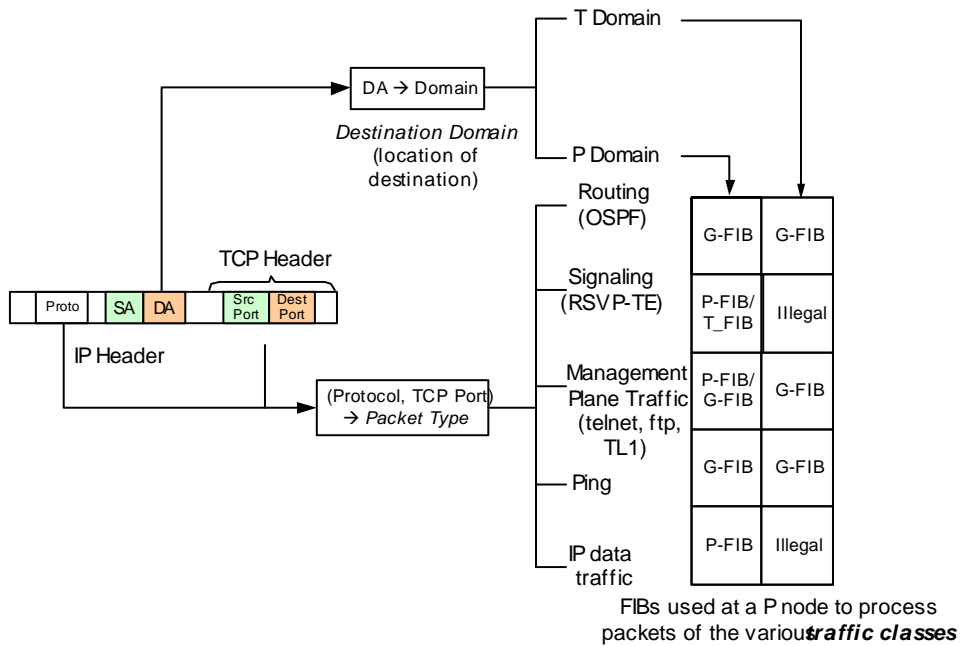 T Domain
DA → Domain
Destination Domain
(location of
destination)
P Domain
Routing
(OSPF)
G-FIB
G-FIB
TCP Header
Signaling
(RSVP-TE)
P-FIB/
T_FIB
Illegal
Proto
SA
DA
Src
Port
Dest
Port
IP Header
Management
Plane Traffic
(telnet, ftp,
TL1)
P-FIB/
G-FIB
G-FIB
(Protocol, TCP Port)
→ Packet Type
Ping
G-FIB
G-FIB
IP data
traffic
P-FIB
Illegal
FIBs used at a P node to process
packets of the various traffic classes